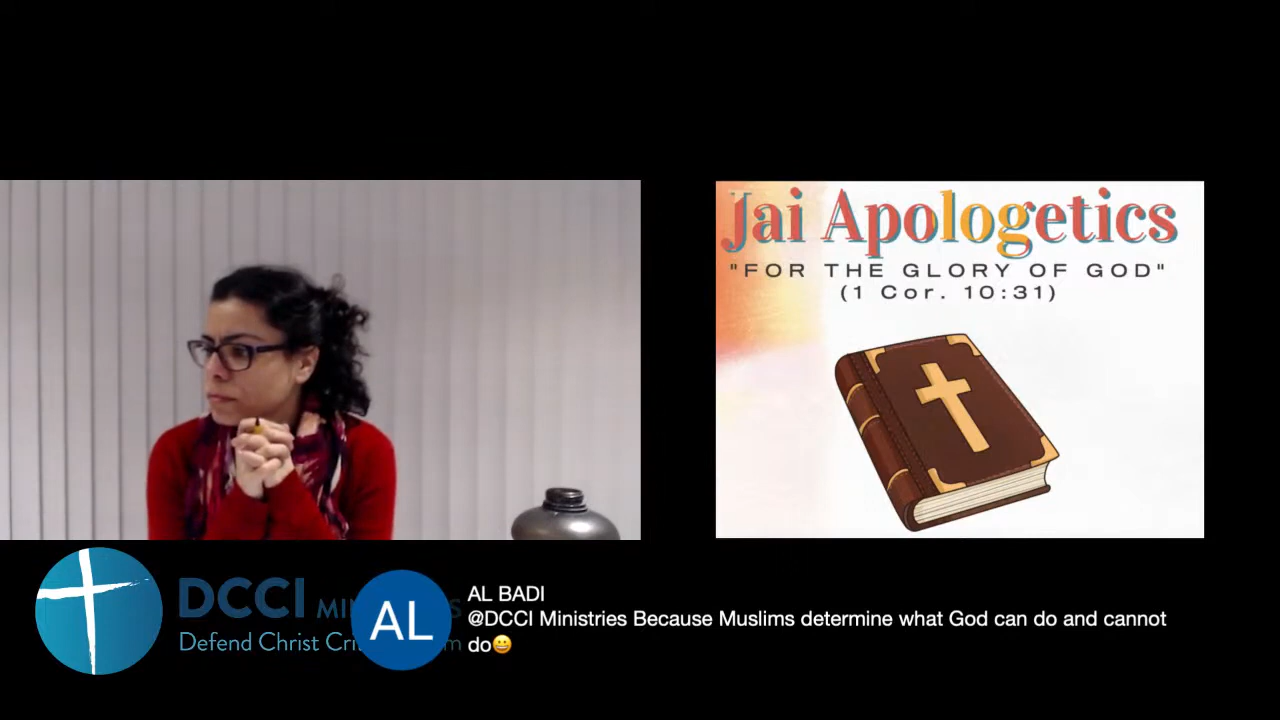 Jai Apologetics
"FOR THE GLORY OF GOD"
(1 Cor. 10:31)
DCCI
Defend Christ
AL
AL BADI
@DCCI Ministries Because Muslims determine what God can do and cannot
do😀